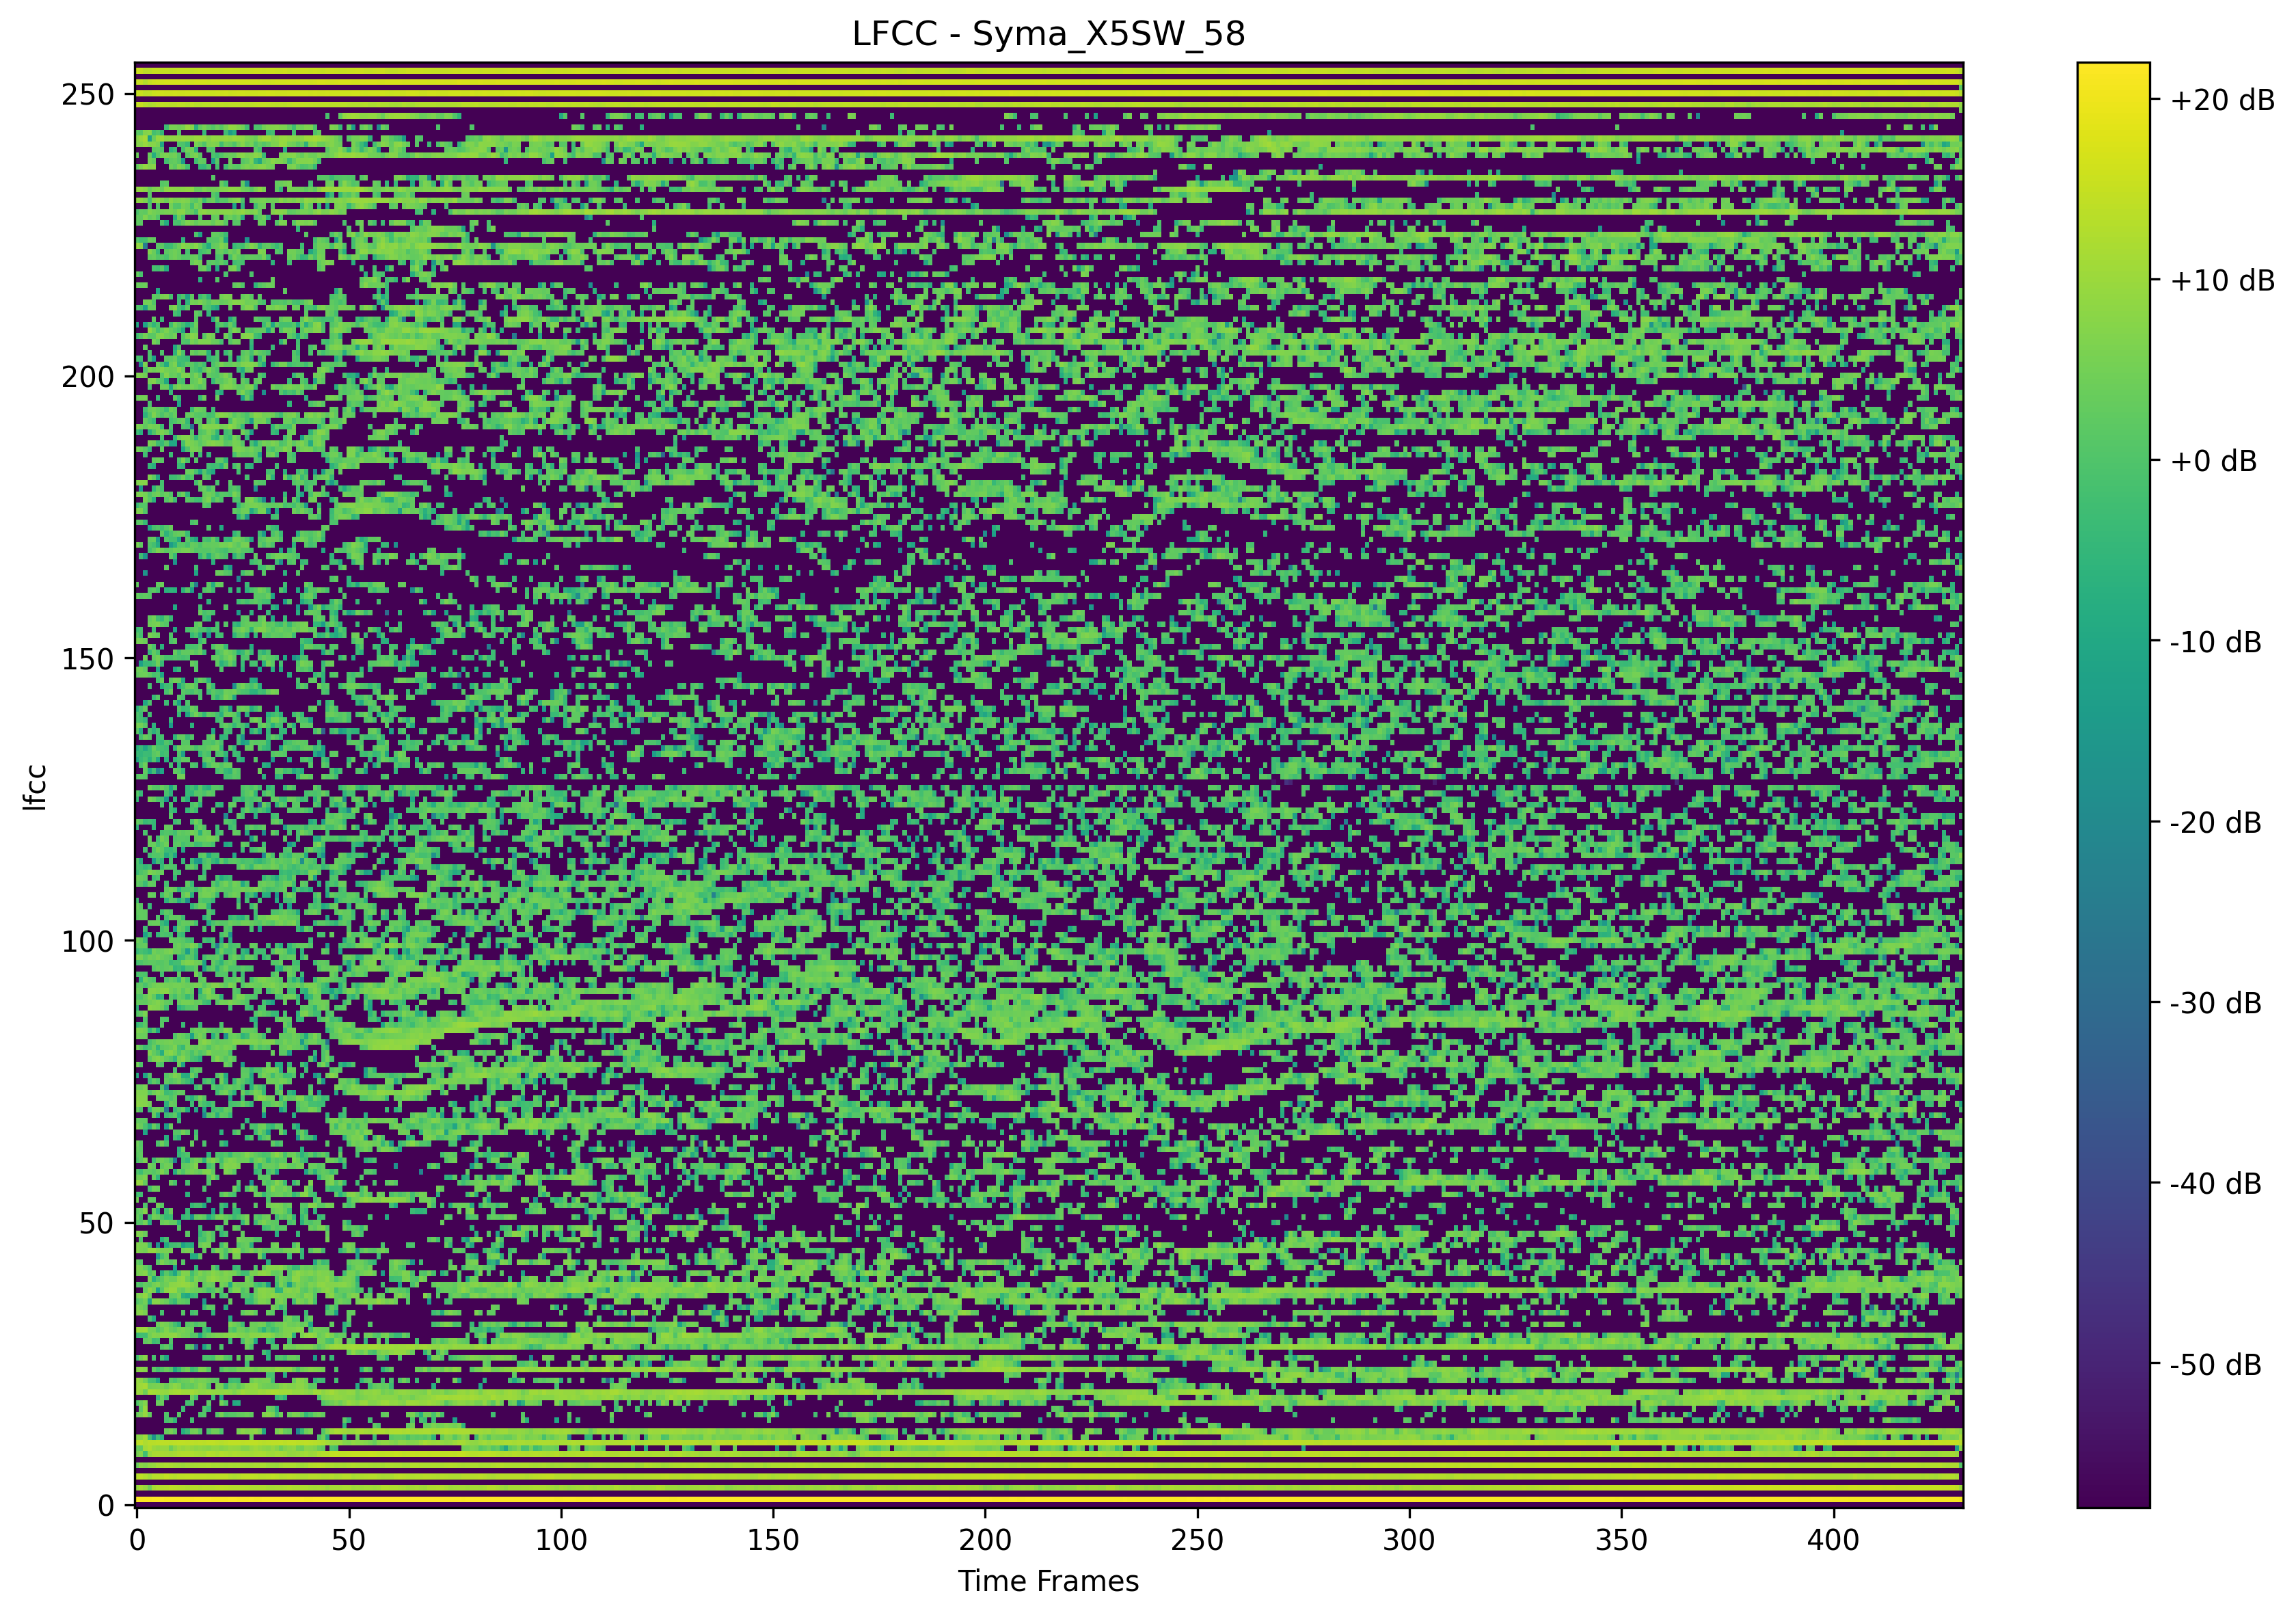 LFCC - Syma_X5SW_58
250
200
150
100
50
0
lfcc
0 50 100 150 200 250 300 350 400
Time Frames
+20 dB
+10 dB
+0 dB
-10 dB
-20 dB
-30 dB
-40 dB
-50 dB